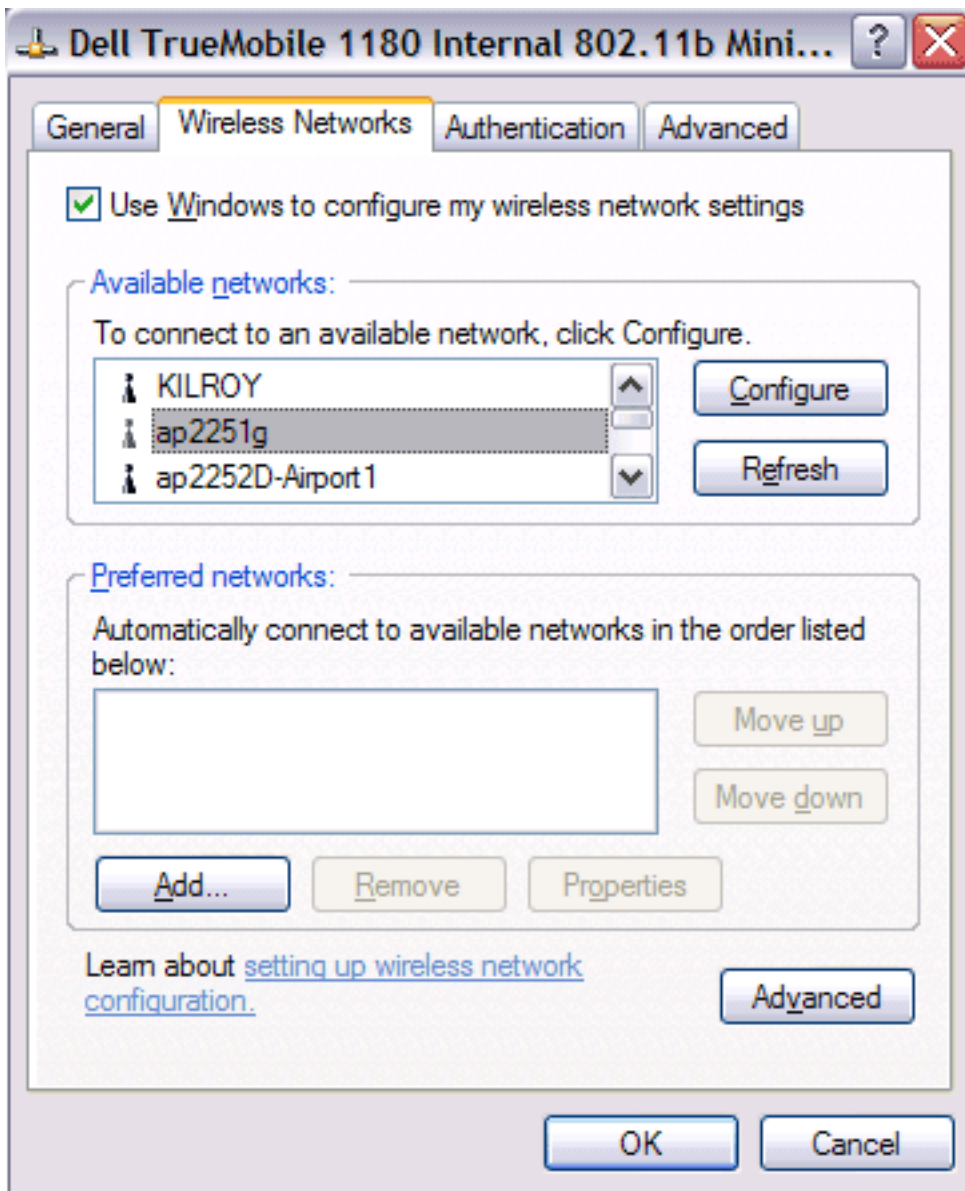 Dell TrueMobile 1180 Internal 802.11b Mini... ?
General Wireless Networks Authentication Advanced
Use Windows to configure my wireless network settings
Available networks:
To connect to an available network, click Configure.
KILROY
ap2251g
ap2252D-Airport1
Configure
Refresh
Preferred networks:
Automatically connect to available networks in the order listed
below:
Move up
Move down
Add... Remove Properties
Learn about setting up wireless network
configuration.
Advanced
OK Cancel